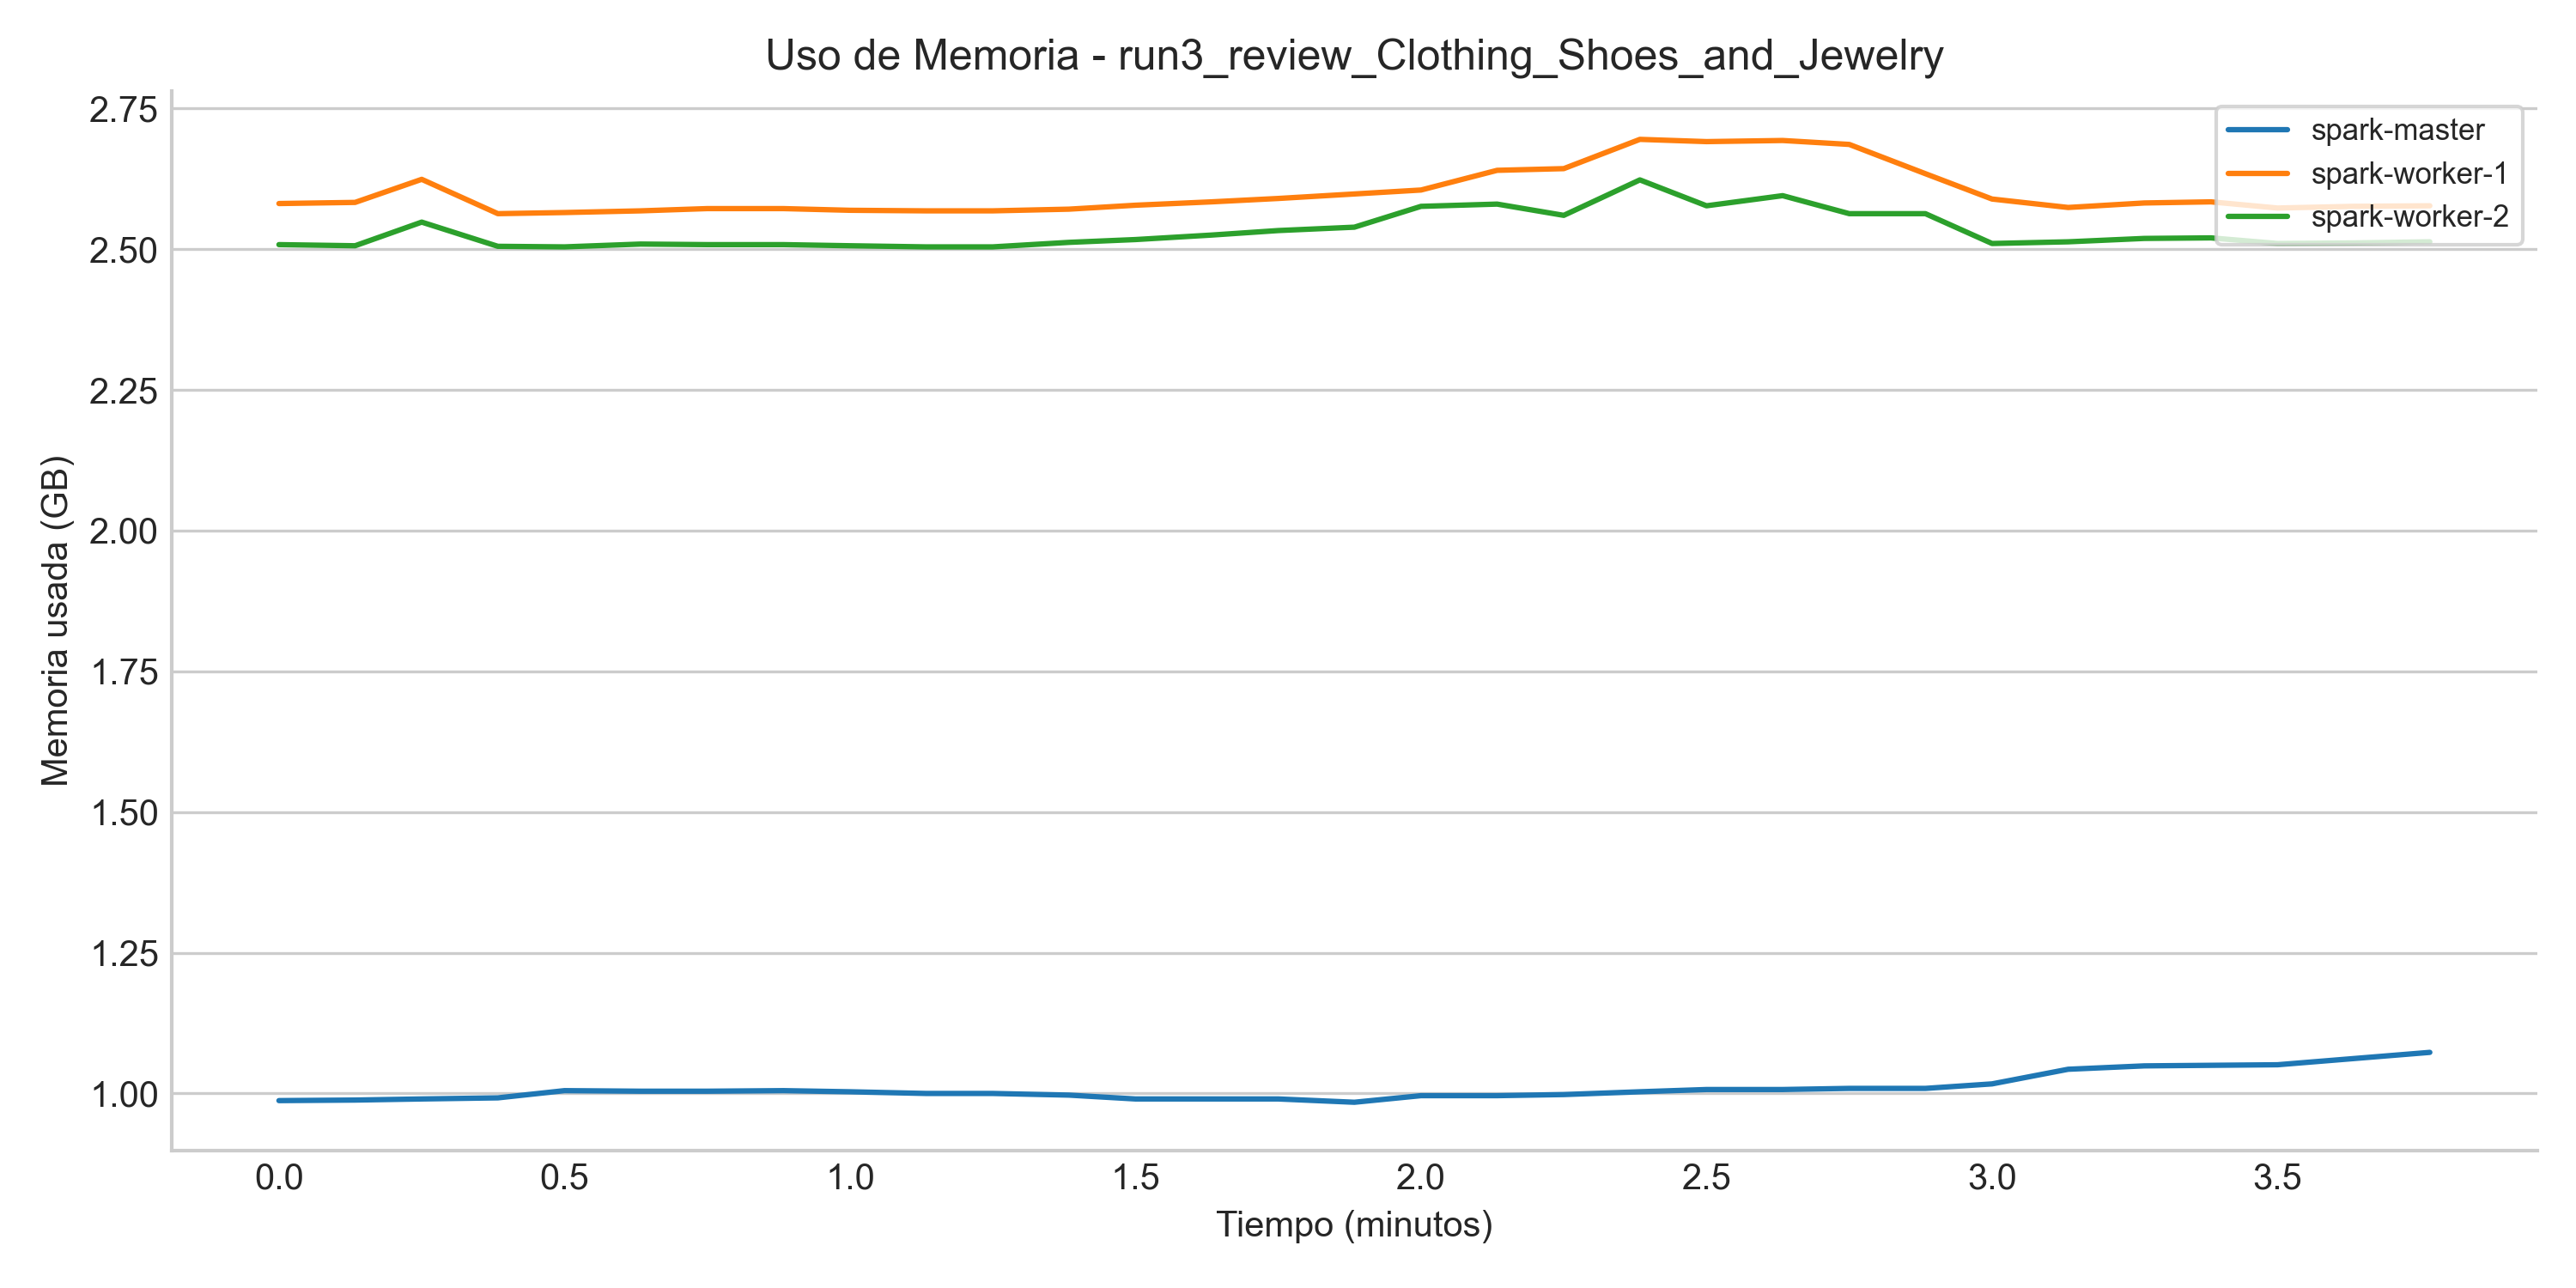 Uso de Memoria - run3_review_Clothing_Shoes_and_Jewelry
2.75
2.50
2.25
2.00
1.75
1.50
1.25
1.00
Memoria usada (GB)
spark-master
spark-worker-1
spark-worker-2
0.0 0.5 1.0 1.5 2.0 2.5 3.0 3.5
Tiempo (minutos)